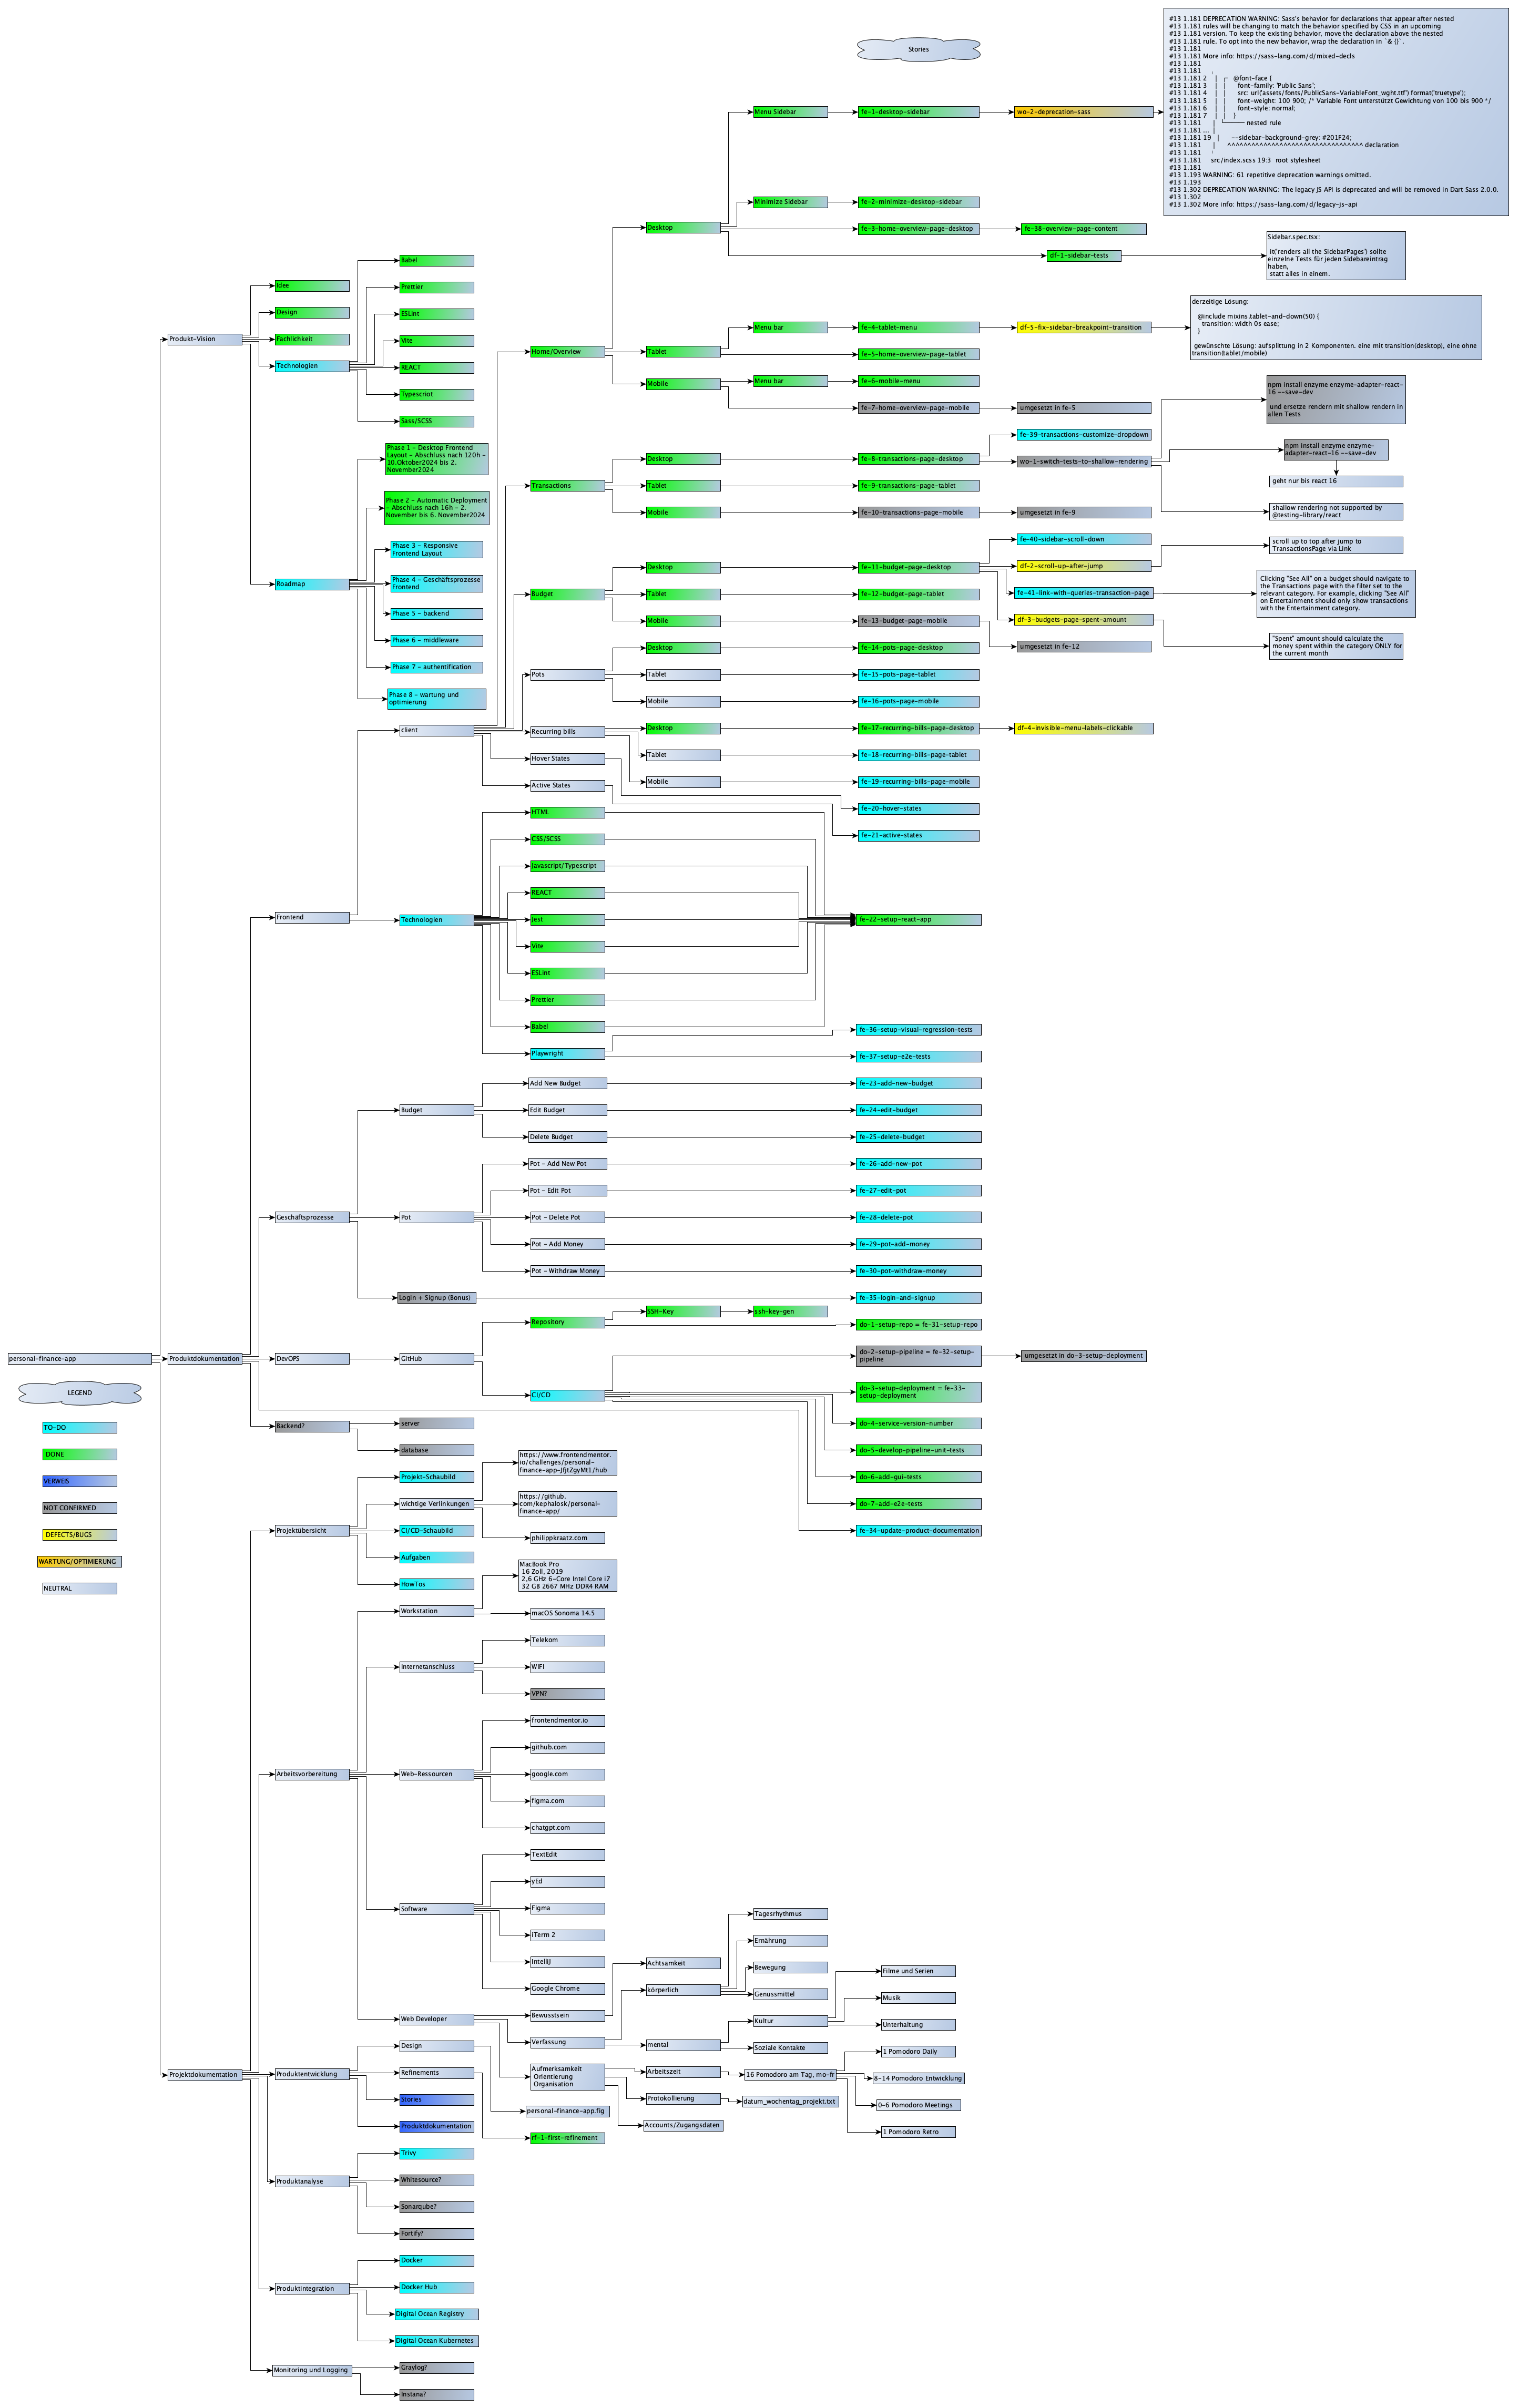 Stories
#13 1.181 DEPRECATION WARNING: Sass's behavior for declarations that appear after nested
#13 1.181 rules will be changing to match the behavior specified by CSS in an upcoming
#13 1.181 version. To keep the existing behavior, move the declaration above the nested
#13 1.181 rule. To opt into the new behavior, wrap the declaration in `& {}`.
#13 1.181
#13 1.181 More info: https://sass-lang.com/d/mixed-decls
#13 1.181
#13 1.181 ╷
#13 1.181 2 │ ┌ @font-face {
#13 1.181 3 │ │ font-family: 'Public Sans';
#13 1.181 4 │ │ src: url('assets/fonts/PublicSans-VariableFont_wght.ttf') format('truetype');
#13 1.181 5 │ │ font-weight: 100 900; /* Variable Font unterstützt Gewichtung von 100 bis 900 */
#13 1.181 6 │ │ font-style: normal;
#13 1.181 7 │ │ }
#13 1.181 │ └─── nested rule
#13 1.181 ... │
#13 1.181 19 │ --sidebar-background-grey: #201F24;
#13 1.181 │ ^^^^^^^^^^^^^^^^^^^^^^^^^^^^^^^^^^ declaration
#13 1.181 ╵
#13 1.181 src/index.scss 19:3 root stylesheet
#13 1.181
#13 1.193 WARNING: 61 repetitive deprecation warnings omitted.
#13 1.193
#13 1.302 DEPRECATION WARNING: The legacy JS API is deprecated and will be removed in Dart Sass 2.0.0.
#13 1.302
#13 1.302 More info: https://sass-lang.com/d/legacy-js-api
Menu Sidebar
fe-1-desktop-sidebar
wo-2-deprecation-sass
Minimize Sidebar
fe-2-minimize-desktop-sidebar
Desktop
fe-3-home-overview-page-desktop
fe-38-overview-page-content
df-1-sidebar-tests
Sidebar.spec.tsx:
it('renders all the SidebarPages') sollte
einzelne Tests für jeden Sidebareintrag
haben,
statt alles in einem.
Babel
Idee
Prettier
Design
ESLint
Produkt-Vision
Fachlichkeit
Vite
Technologien
REACT
Typescriot
Sass/SCSS
derzeitige Lösung:
@include mixins.tablet-and-down(50) {
transition: width 0s ease;
}
gewünschte Lösung: aufsplittung in 2 Komponenten. eine mit transition(desktop), eine ohne
transition(tablet/mobile)
Menu bar
fe-4-tablet-menu
df-5-fix-sidebar-breakpoint-transition
Home/Overview
Tablet
fe-5-home-overview-page-tablet
Mobile
Menu bar
fe-6-mobile-menu
fe-7-home-overview-page-mobile
umgesetzt in fe-5
npm install enzyme enzyme-adapter-react-
16 --save-dev
und ersetze rendern mit shallow rendern in
allen Tests
Phase 1 - Desktop Frontend
Layout - Abschluss nach 120h -
10.Oktober2024 bis 2.
November2024
Phase 2 - Automatic Deployment
- Abschluss nach 16h - 2.
November bis 6. November2024
Phase 3 - Responsive
Frontend Layout
Roadmap
Phase 4 - Geschäftsprozesse
Frontend
Phase 5 - backend
Phase 6 - middleware
Phase 7 - authentification
Phase 8 - wartung und
optimierung
fe-39-transactions-customize-dropdown
Desktop
fe-8-transactions-page-desktop
wo-1-switch-tests-to-shallow-rendering
npm install enzyme enzyme-
adapter-react-16 --save-dev
geht nur bis react 16
Transactions
Tablet
fe-9-transactions-page-tablet
Mobile
fe-10-transactions-page-mobile
umgesetzt in fe-9
shallow rendering not supported by
@testing-library/react
fe-40-sidebar-scroll-down
scroll up to top after jump to
TransactionsPage via Link
Desktop
fe-11-budget-page-desktop
df-2-scroll-up-after-jump
Budget
Tablet
fe-12-budget-page-tablet
fe-41-link-with-queries-transaction-page
Clicking "See All" on a budget should navigate to
the Transactions page with the filter set to the
relevant category. For example, clicking "See All"
on Entertainment should only show transactions
with the Entertainment category.
Mobile
fe-13-budget-page-mobile
df-3-budgets-page-spent-amount
umgesetzt in fe-12
"Spent" amount should calculate the
money spent within the category ONLY for
the current month
Desktop
fe-14-pots-page-desktop
Pots
Tablet
fe-15-pots-page-tablet
Mobile
fe-16-pots-page-mobile
client
Recurring bills
Desktop
fe-17-recurring-bills-page-desktop
df-4-invisible-menu-labels-clickable
Hover States
Tablet
fe-18-recurring-bills-page-tablet
Active States
Mobile
fe-19-recurring-bills-page-mobile
fe-20-hover-states
fe-21-active-states
HTML
CSS/SCSS
Javascript/Typescript
REACT
Frontend
Technologien
Jest
fe-22-setup-react-app
Vite
ESLint
Prettier
Babel
Playwright
fe-36-setup-visual-regression-tests
fe-37-setup-e2e-tests
Add New Budget
fe-23-add-new-budget
Budget
Edit Budget
fe-24-edit-budget
Delete Budget
fe-25-delete-budget
Pot - Add New Pot
fe-26-add-new-pot
Pot - Edit Pot
fe-27-edit-pot
Geschäftsprozesse
Pot
Pot - Delete Pot
fe-28-delete-pot
Pot - Add Money
fe-29-pot-add-money
Pot - Withdraw Money
fe-30-pot-withdraw-money
Login + Signup (Bonus)
fe-35-login-and-signup
Repository
SSH-Key
ssh-key-gen
do-1-setup-repo = fe-31-setup-repo
personal-finance-app
Produktdokumentation
DevOPS
GitHub
do-2-setup-pipeline = fe-32-setup-
pipeline
umgesetzt in do-3-setup-deployment
CI/CD
do-3-setup-deployment = fe-33-
setup-deployment
do-4-service-version-number
do-5-develop-pipeline-unit-tests
do-6-add-gui-tests
do-7-add-e2e-tests
fe-34-update-product-documentation
Backend?
server
database
LEGEND
TO-DO
DONE
VERWEIS
NOT CONFIRMED
DEFECTS/BUGS
WARTUNG/OPTIMIERUNG
NEUTRAL
Projektübersicht
Projekt-Schaubild
wichtige Verlinkungen
https://www.frontendmentor.
io/challenges/personal-
finance-app-JfjtZgyMt1/hub
https://github.
com/kephalosk/personal-
finance-app/
philippkraatz.com
CI/CD-Schaubild
Aufgaben
HowTos
Workstation
MacBook Pro
16 Zoll, 2019
2,6 GHz 6-Core Intel Core i7
32 GB 2667 MHz DDR4 RAM
macOS Sonoma 14.5
Internetanschluss
Telekom
WIFI
VPN?
Arbeitsvorbereitung
Web-Ressourcen
frontendmentor.io
github.com
google.com
figma.com
chatgpt.com
Software
TextEdit
yEd
Figma
iTerm 2
IntelliJ
Google Chrome
Web Developer
Bewusstsein
Achtsamkeit
Verfassung
körperlich
Tagesrhythmus
Ernährung
Bewegung
Genussmittel
mental
Kultur
Filme und Serien
Musik
Unterhaltung
Soziale Kontakte
Aufmerksamkeit
Orientierung
Organisation
Arbeitszeit
16 Pomodoro am Tag, mo-fr
1 Pomodoro Daily
8-14 Pomodoro Entwicklung
0-6 Pomodoro Meetings
1 Pomodoro Retro
Protokollierung
datum_wochentag_projekt.txt
Accounts/Zugangsdaten
Projektdokumentation
Produktentwicklung
Design
personal-finance-app.fig
Refinements
rf-1-first-refinement
Stories
Produktdokumentation
Produktanalyse
Trivy
Whitesource?
Sonarqube?
Fortify?
Produktintegration
Docker
Docker Hub
Digital Ocean Registry
Digital Ocean Kubernetes
Monitoring und Logging
Graylog?
Instana?